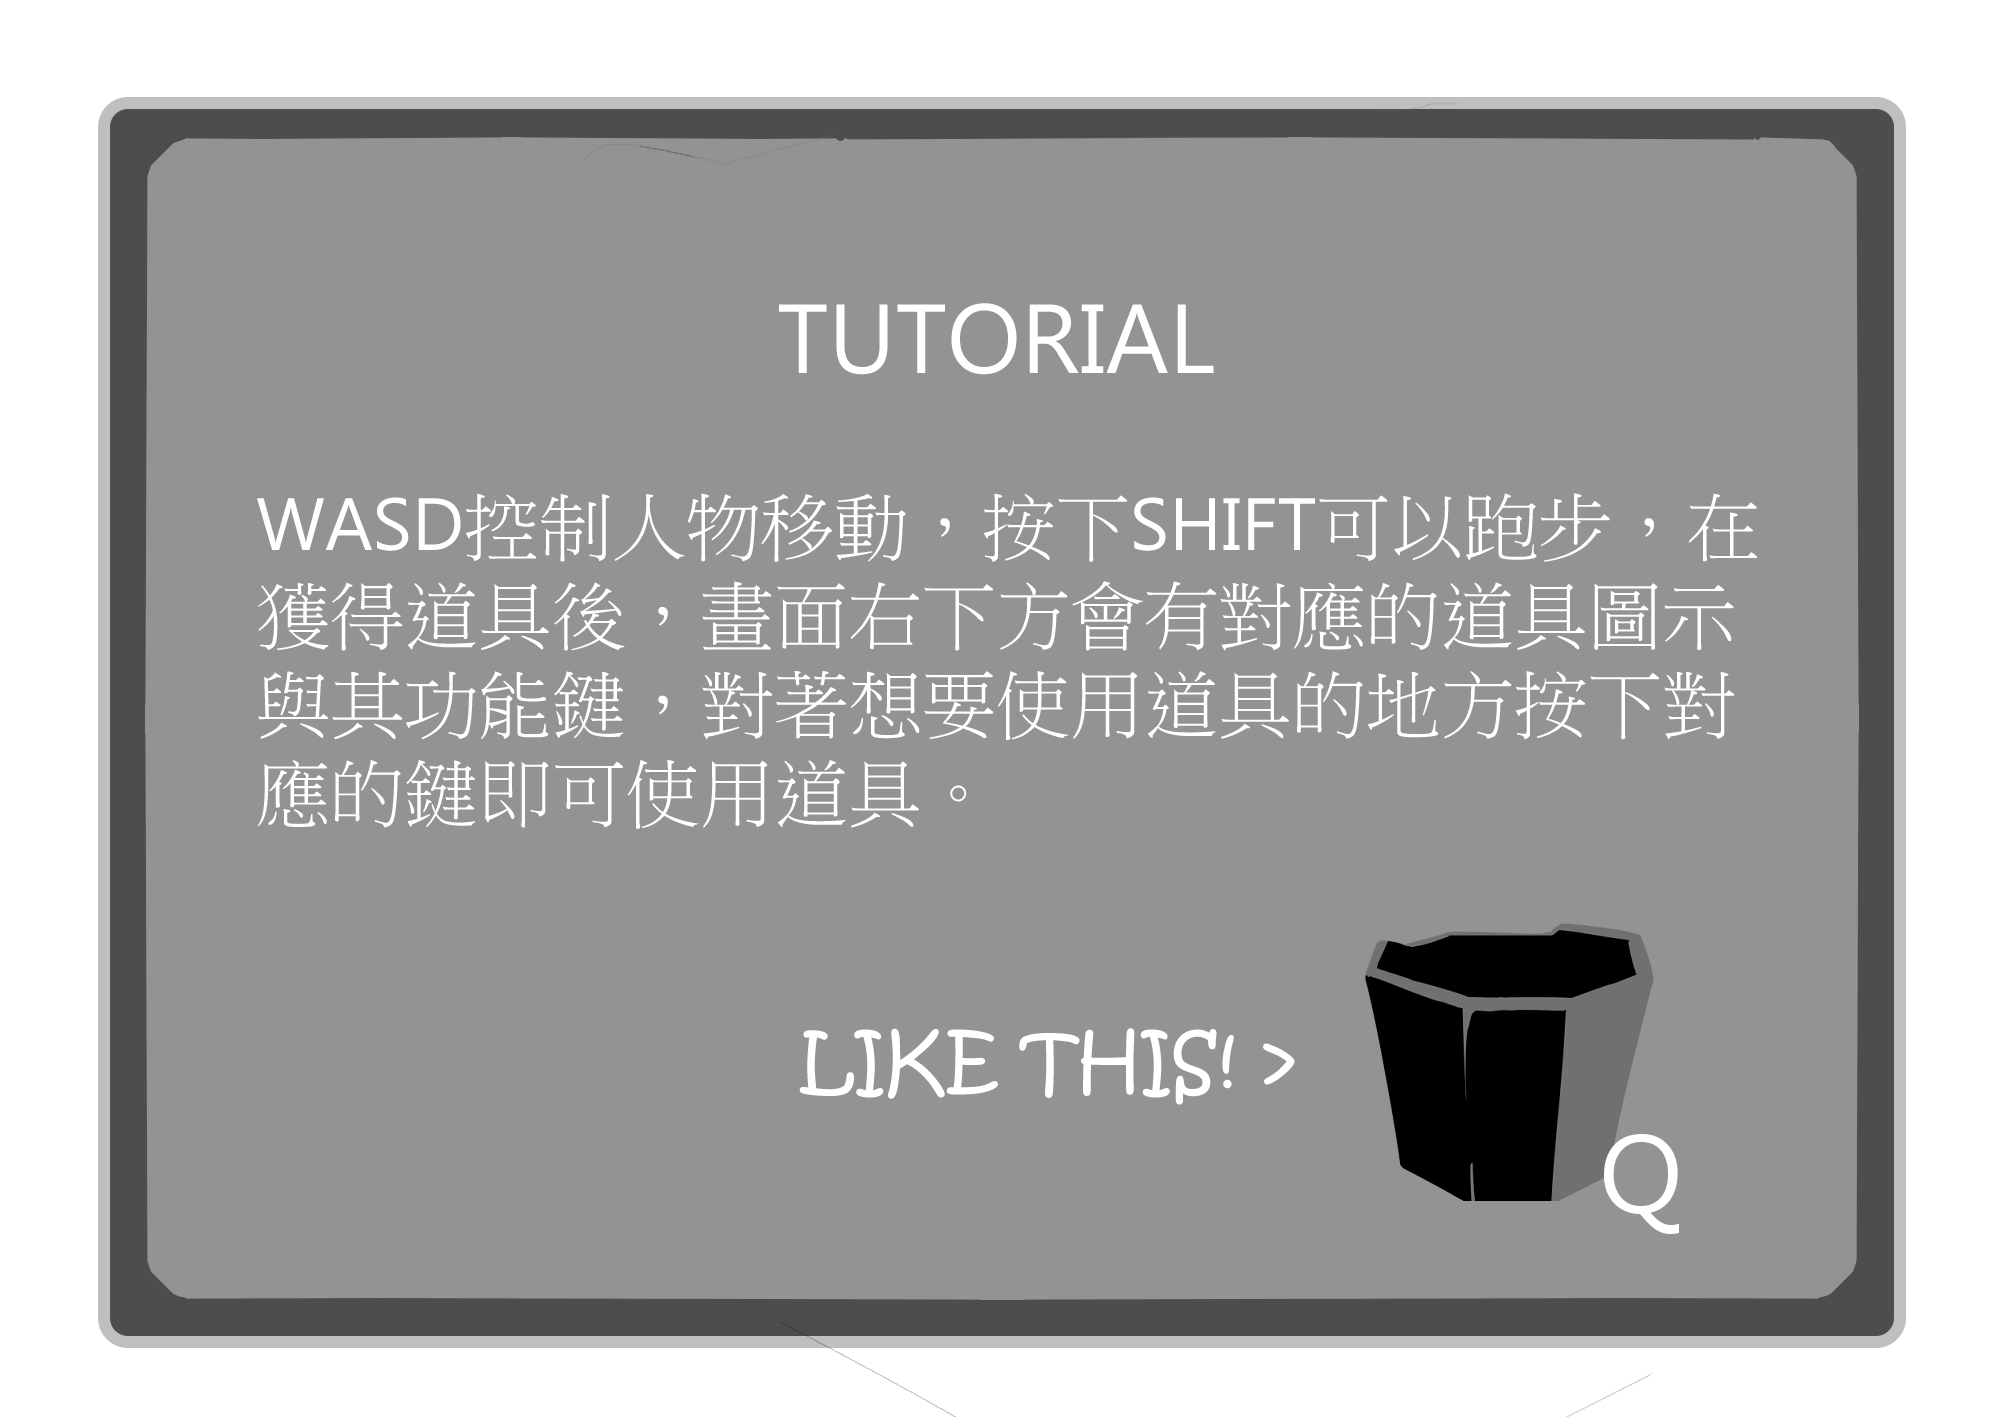 TUTORIAL
WASD控制人物移動，按下SHIFT可以跑步，在
獲得道具後，畫面右下方會有對應的道具圖示
與其功能鍵，對著想要使用道具的地方按下對
應的鍵即可使用道具。
LIKE THIS! >
Q